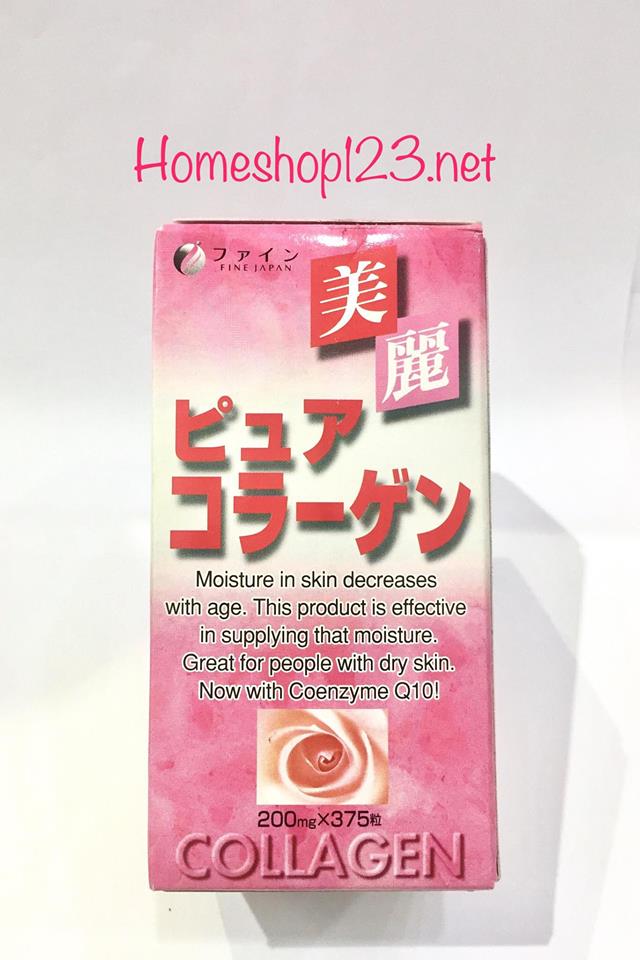 Homeshop123.net
ファイン
FINE JAPAN
美
麗
ピュア
コラーゲン
Moisture in skin decreases
with age. This product is effective
in supplying that moisture.
Great for people with dry skin.
Now with Coenzyme Q10!
200mg×375粒
COLLAGEN